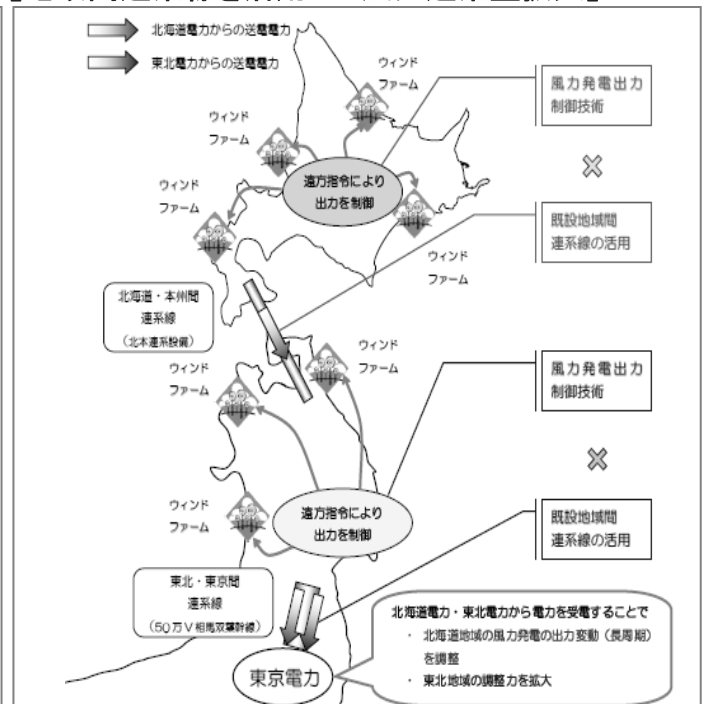 北海道電力からの送電電力
東北電力からの送電電力
ウィンド
ファーム
風力発電出力
制御技術
ウィンド
ファーム
遠方指令により
出力を制御
ウィンド
ファーム
既設地域間
連系線の活用
ウィンド
ファーム
北海道・本州間
連系線
(北本連系設備)
ウィンド
ファーム
ウィンド
ファーム
風力発電出力
制御技術
ウィンド
ファーム
遠方指令により
出力を制御
既設地域間
連系線の活用
東北・東京間
連系線
(50万V相馬双葉幹線)
北海道電力・東北電力から電力を受電することで
・ 北海道地域の風力発電の出力変動(長周期)
を調整
・ 東北地域の調整力を拡大
東京電力